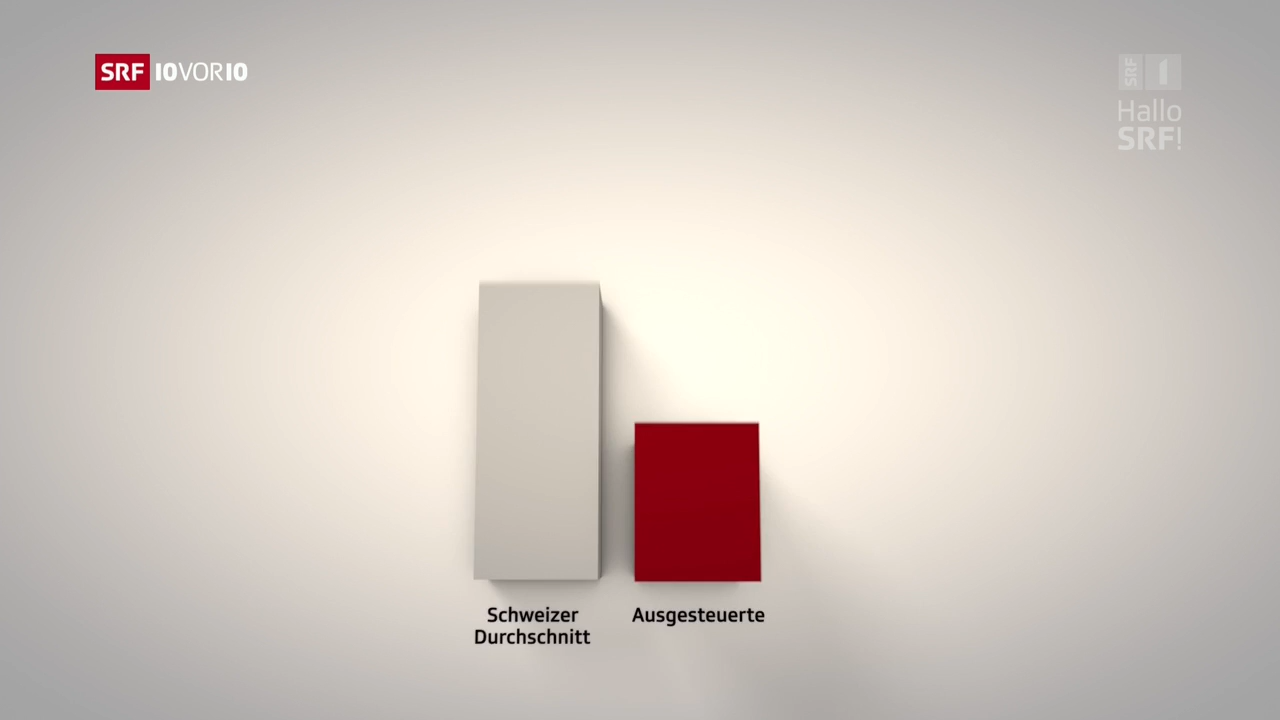 SRF 10VOR10
SRF 1
Hallo
SRF!
Schweizer
Durchschnitt
Ausgesteuerte